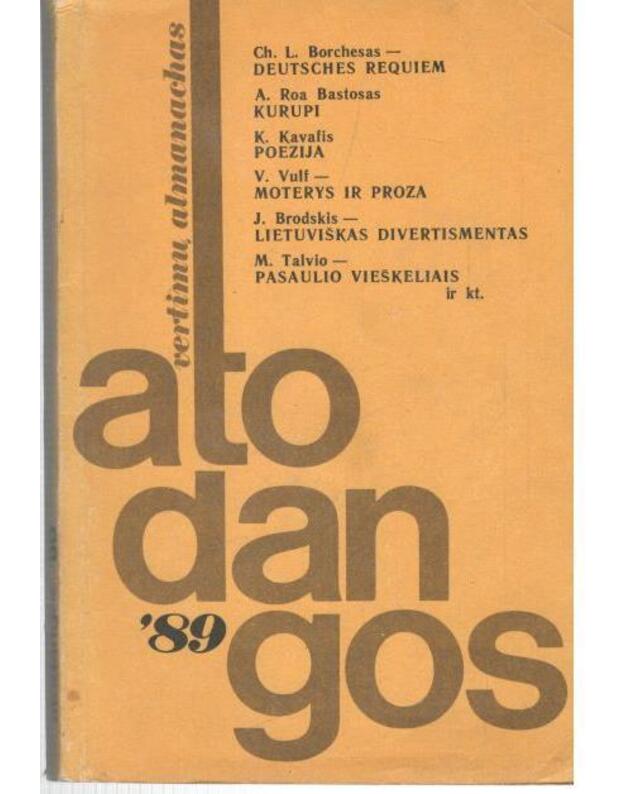 vertimų almanachas
Ch. L. Borchesas —
DEUTSCHES REQUIEM
A. Roa Bastosas
KURUPI
K. Kavafis
POEZIJA
V. Vulf —
MOTERYS IR PROZA
J. Brodskis —
LIETUVIŠKAS DIVERTISMENTAS
M. Talvio —
PASAULIO VIEŠKELIAIS
ir kt.
ato
dan
gos
'89